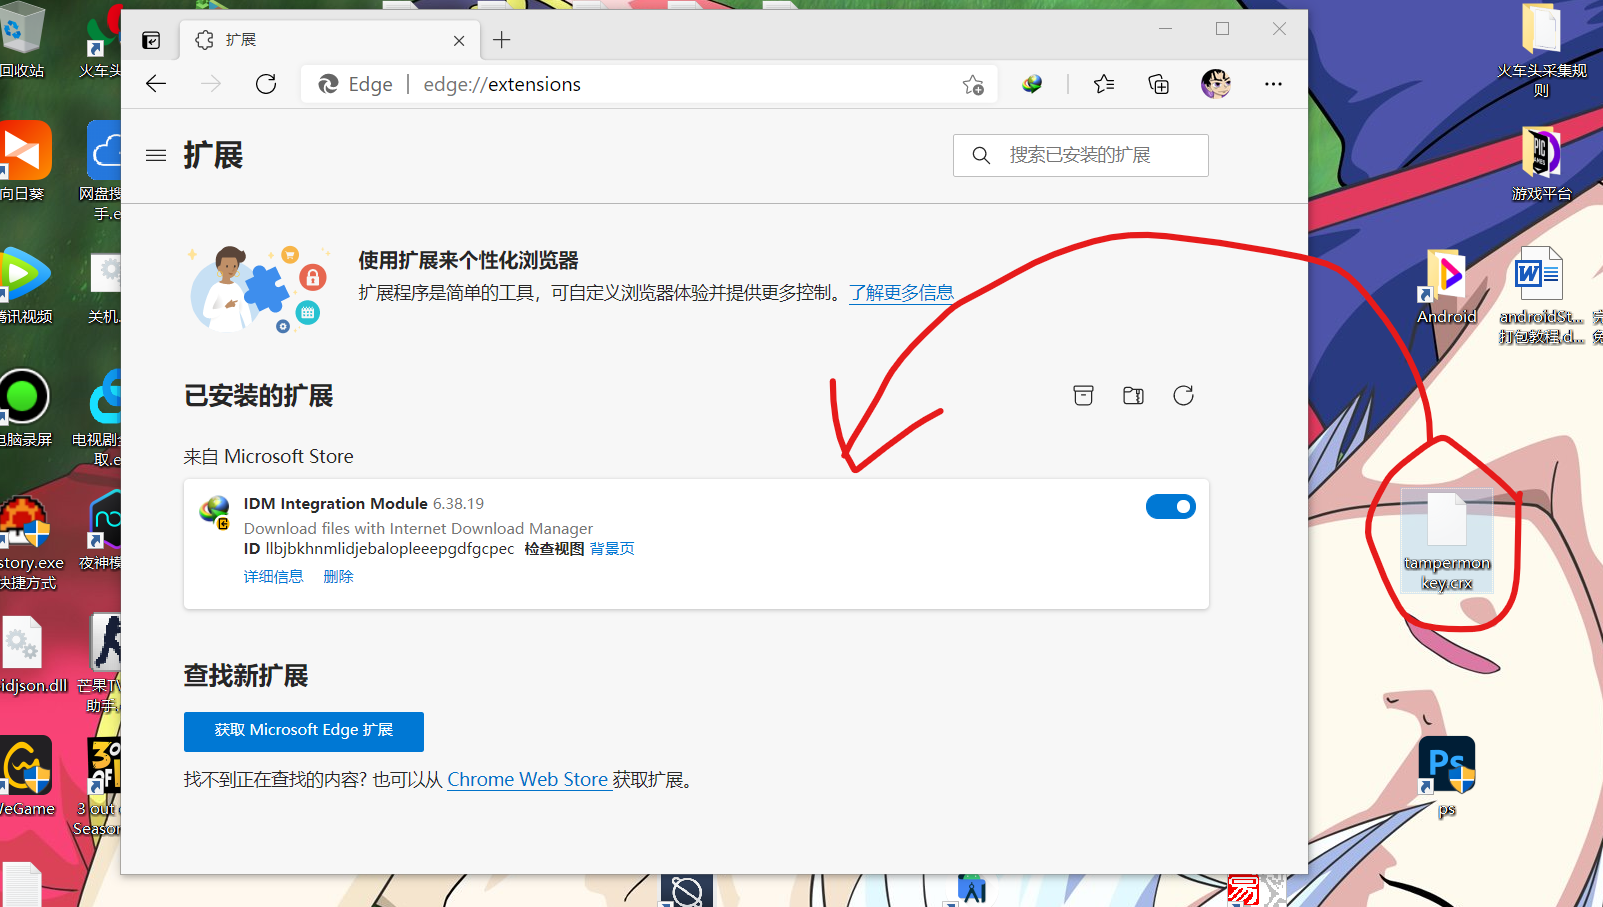 扩展
Edge
edge://extensions
扩展
搜索已安装的扩展
使用扩展来个性化浏览器
扩展程序是简单的工具，可自定义浏览器体验并提供更多控制。了解更多信息
已安装的扩展
来自 Microsoft Store
IDM Integration Module 6.38.19
Download files with Internet Download Manager
ID llbjbkhnmlidjebalopleeepgdfgcpec 检查视图 背景页
详细信息 删除
查找新扩展
获取 Microsoft Edge 扩展
找不到正在查找的内容? 也可以从 Chrome Web Store 获取扩展。
回收站
火车头
向日葵
网盘搜
手.e
腾讯视频
关机.
电脑录屏
电视剧全
取.e
story.exe
快捷方式
夜神模
idjson.dll
芒果TV
助手.
WeGame
3 out
Season
火车头采集规
则
EPIC
GAMES
游戏平台
Android
W
androidSt...
打包教程.d...
tampermon
key.crx
Ps
ps
易